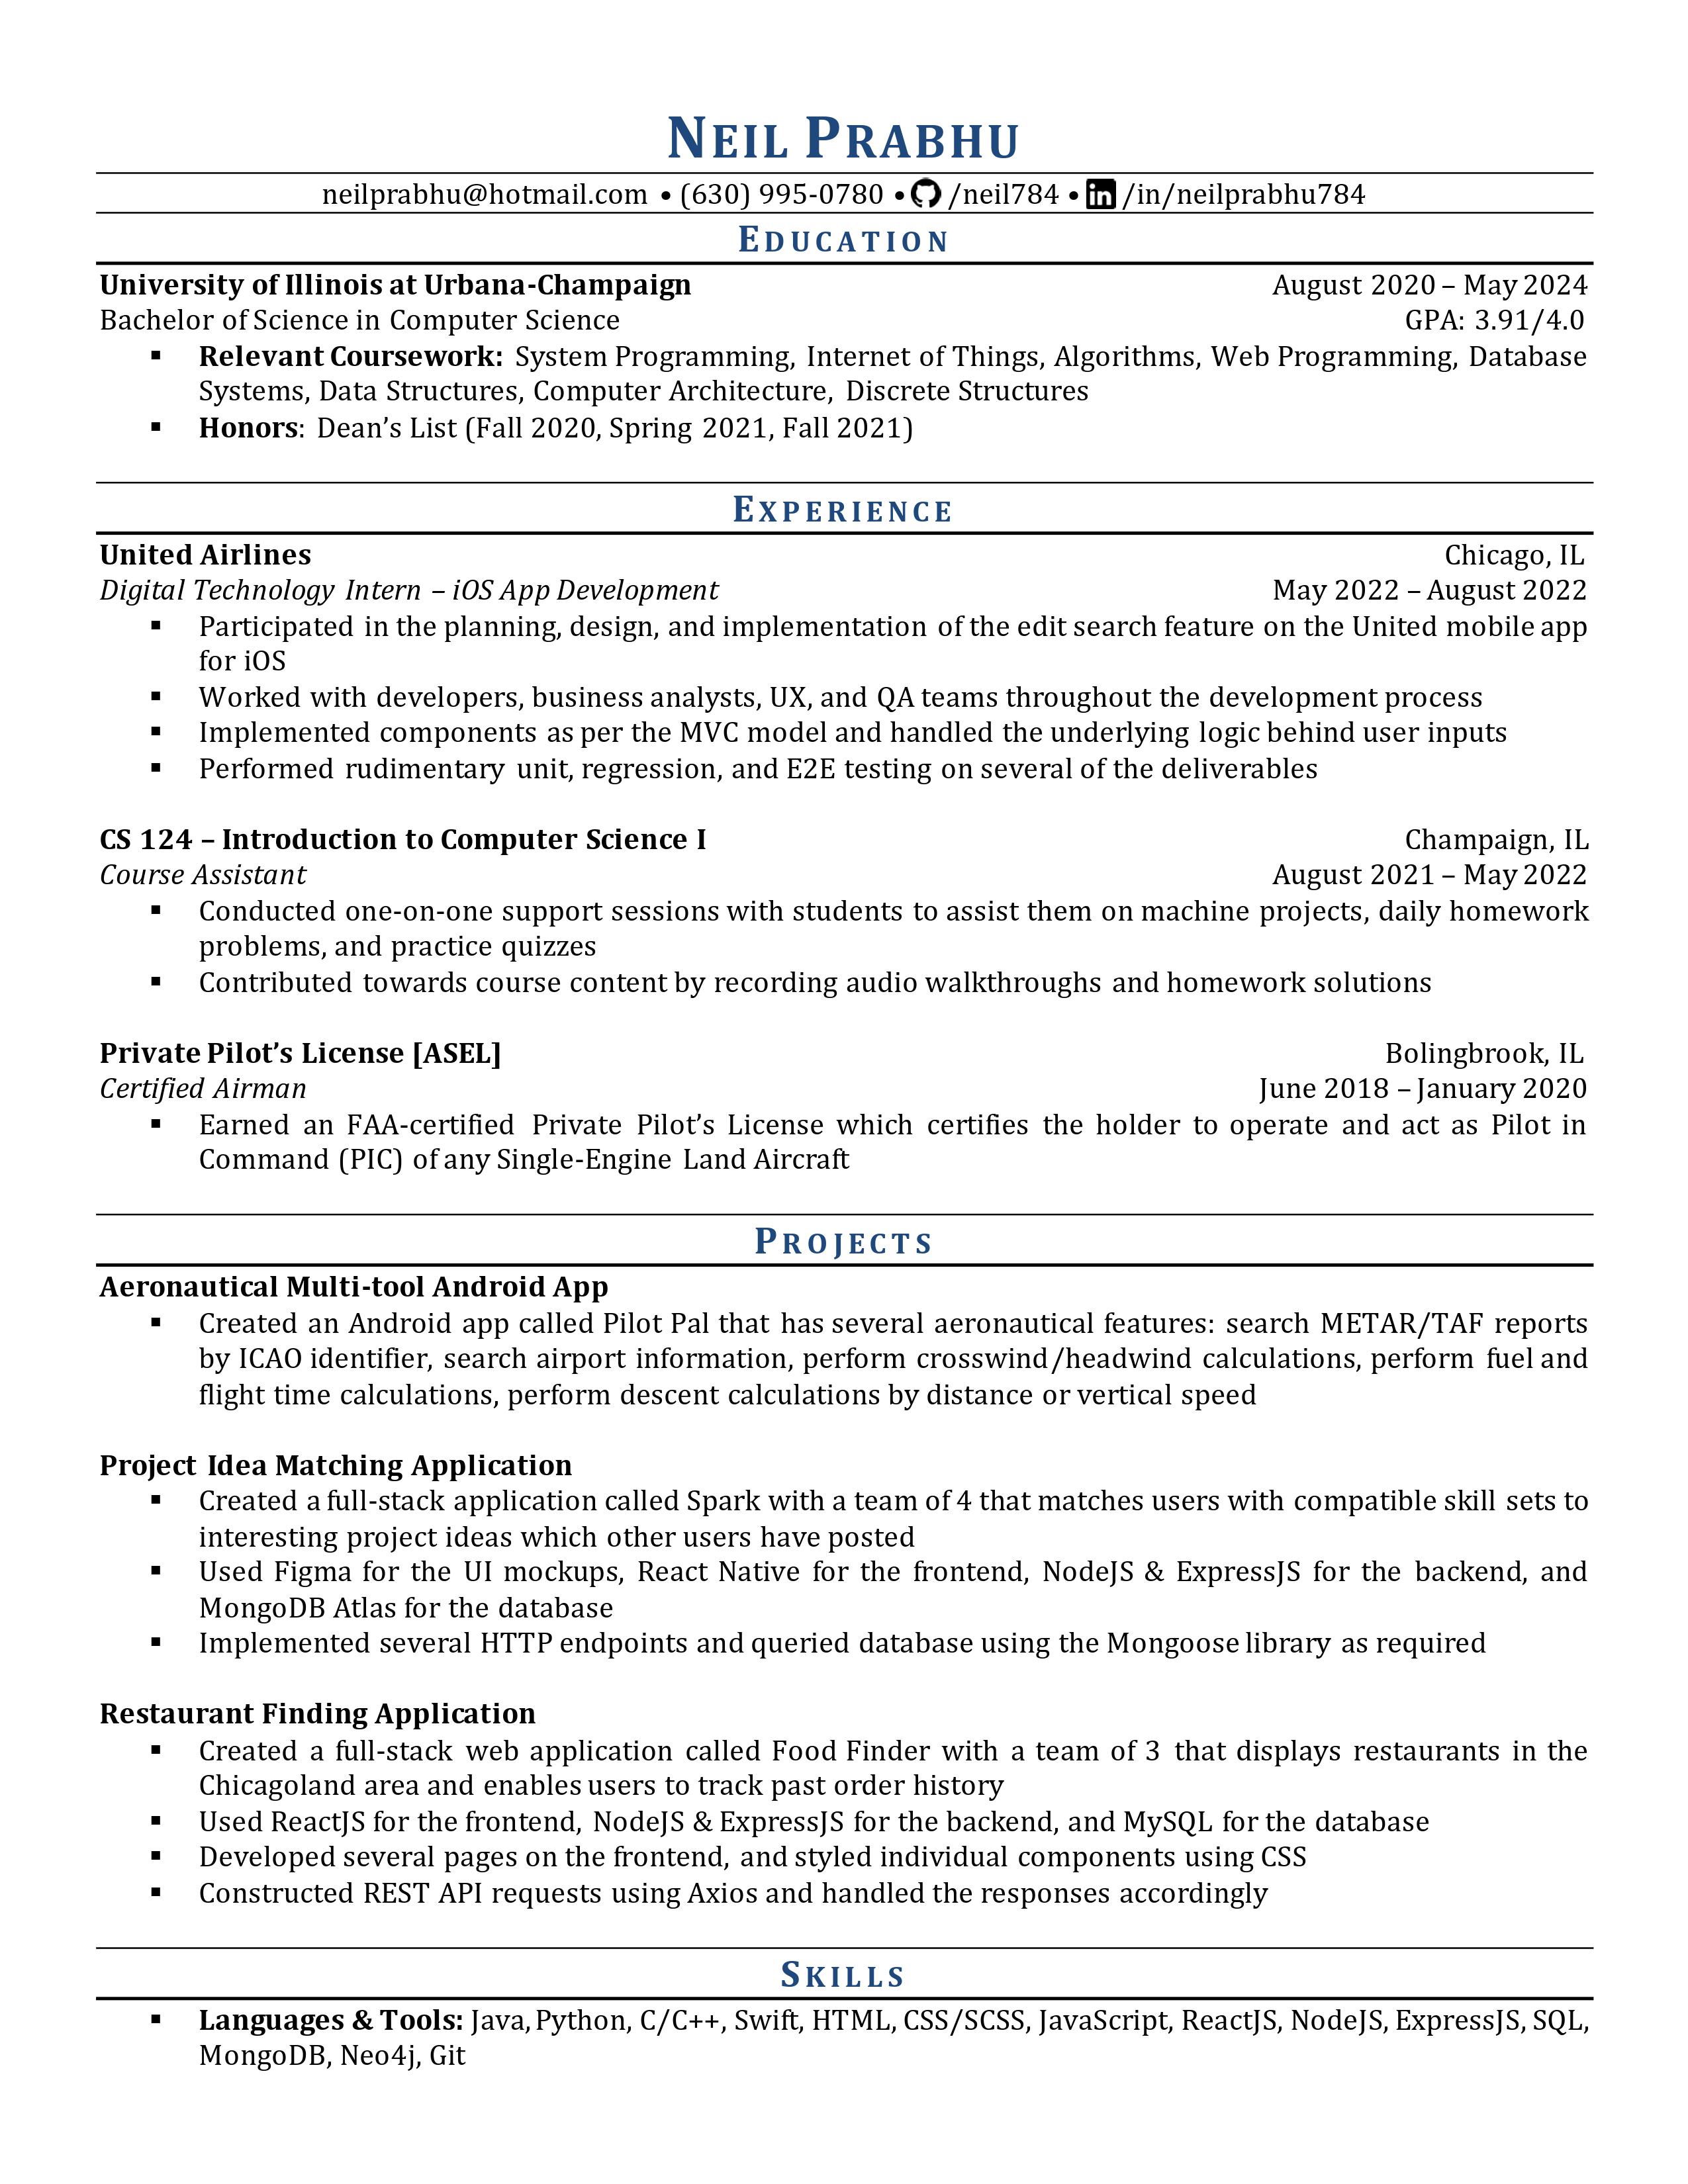 NEIL PRABHU
neilprabhu@hotmail.com • (630) 995-0780 • /neil784 • in /in/neilprabhu784
EDUCATION
University of Illinois at Urbana-Champaign August 2020 – May 2024
Bachelor of Science in Computer Science GPA: 3.91/4.0
▪ Relevant Coursework: System Programming, Internet of Things, Algorithms, Web Programming, Database
Systems, Data Structures, Computer Architecture, Discrete Structures
▪ Honors: Dean’s List (Fall 2020, Spring 2021, Fall 2021)
EXPERIENCE
United Airlines Chicago, IL
Digital Technology Intern – iOS App Development May 2022 – August 2022
▪ Participated in the planning, design, and implementation of the edit search feature on the United mobile app
for iOS
▪ Worked with developers, business analysts, UX, and QA teams throughout the development process
▪ Implemented components as per the MVC model and handled the underlying logic behind user inputs
▪ Performed rudimentary unit, regression, and E2E testing on several of the deliverables
CS 124 – Introduction to Computer Science I Champaign, IL
Course Assistant August 2021 – May 2022
▪ Conducted one-on-one support sessions with students to assist them on machine projects, daily homework
problems, and practice quizzes
▪ Contributed towards course content by recording audio walkthroughs and homework solutions
Private Pilot’s License [ASEL] Bolingbrook, IL
Certified Airman June 2018 – January 2020
▪ Earned an FAA-certified Private Pilot’s License which certifies the holder to operate and act as Pilot in
Command (PIC) of any Single-Engine Land Aircraft
PROJECTS
Aeronautical Multi-tool Android App
▪ Created an Android app called Pilot Pal that has several aeronautical features: search METAR/TAF reports
by ICAO identifier, search airport information, perform crosswind/headwind calculations, perform fuel and
flight time calculations, perform descent calculations by distance or vertical speed
Project Idea Matching Application
▪ Created a full-stack application called Spark with a team of 4 that matches users with compatible skill sets to
interesting project ideas which other users have posted
▪ Used Figma for the UI mockups, React Native for the frontend, NodeJS & ExpressJS for the backend, and
MongoDB Atlas for the database
▪ Implemented several HTTP endpoints and queried database using the Mongoose library as required
Restaurant Finding Application
▪ Created a full-stack web application called Food Finder with a team of 3 that displays restaurants in the
Chicagoland area and enables users to track past order history
▪ Used ReactJS for the frontend, NodeJS & ExpressJS for the backend, and MySQL for the database
▪ Developed several pages on the frontend, and styled individual components using CSS
▪ Constructed REST API requests using Axios and handled the responses accordingly
SKILLS
▪ Languages & Tools: Java, Python, C/C++, Swift, HTML, CSS/SCSS, JavaScript, ReactJS, NodeJS, ExpressJS, SQL,
MongoDB, Neo4j, Git